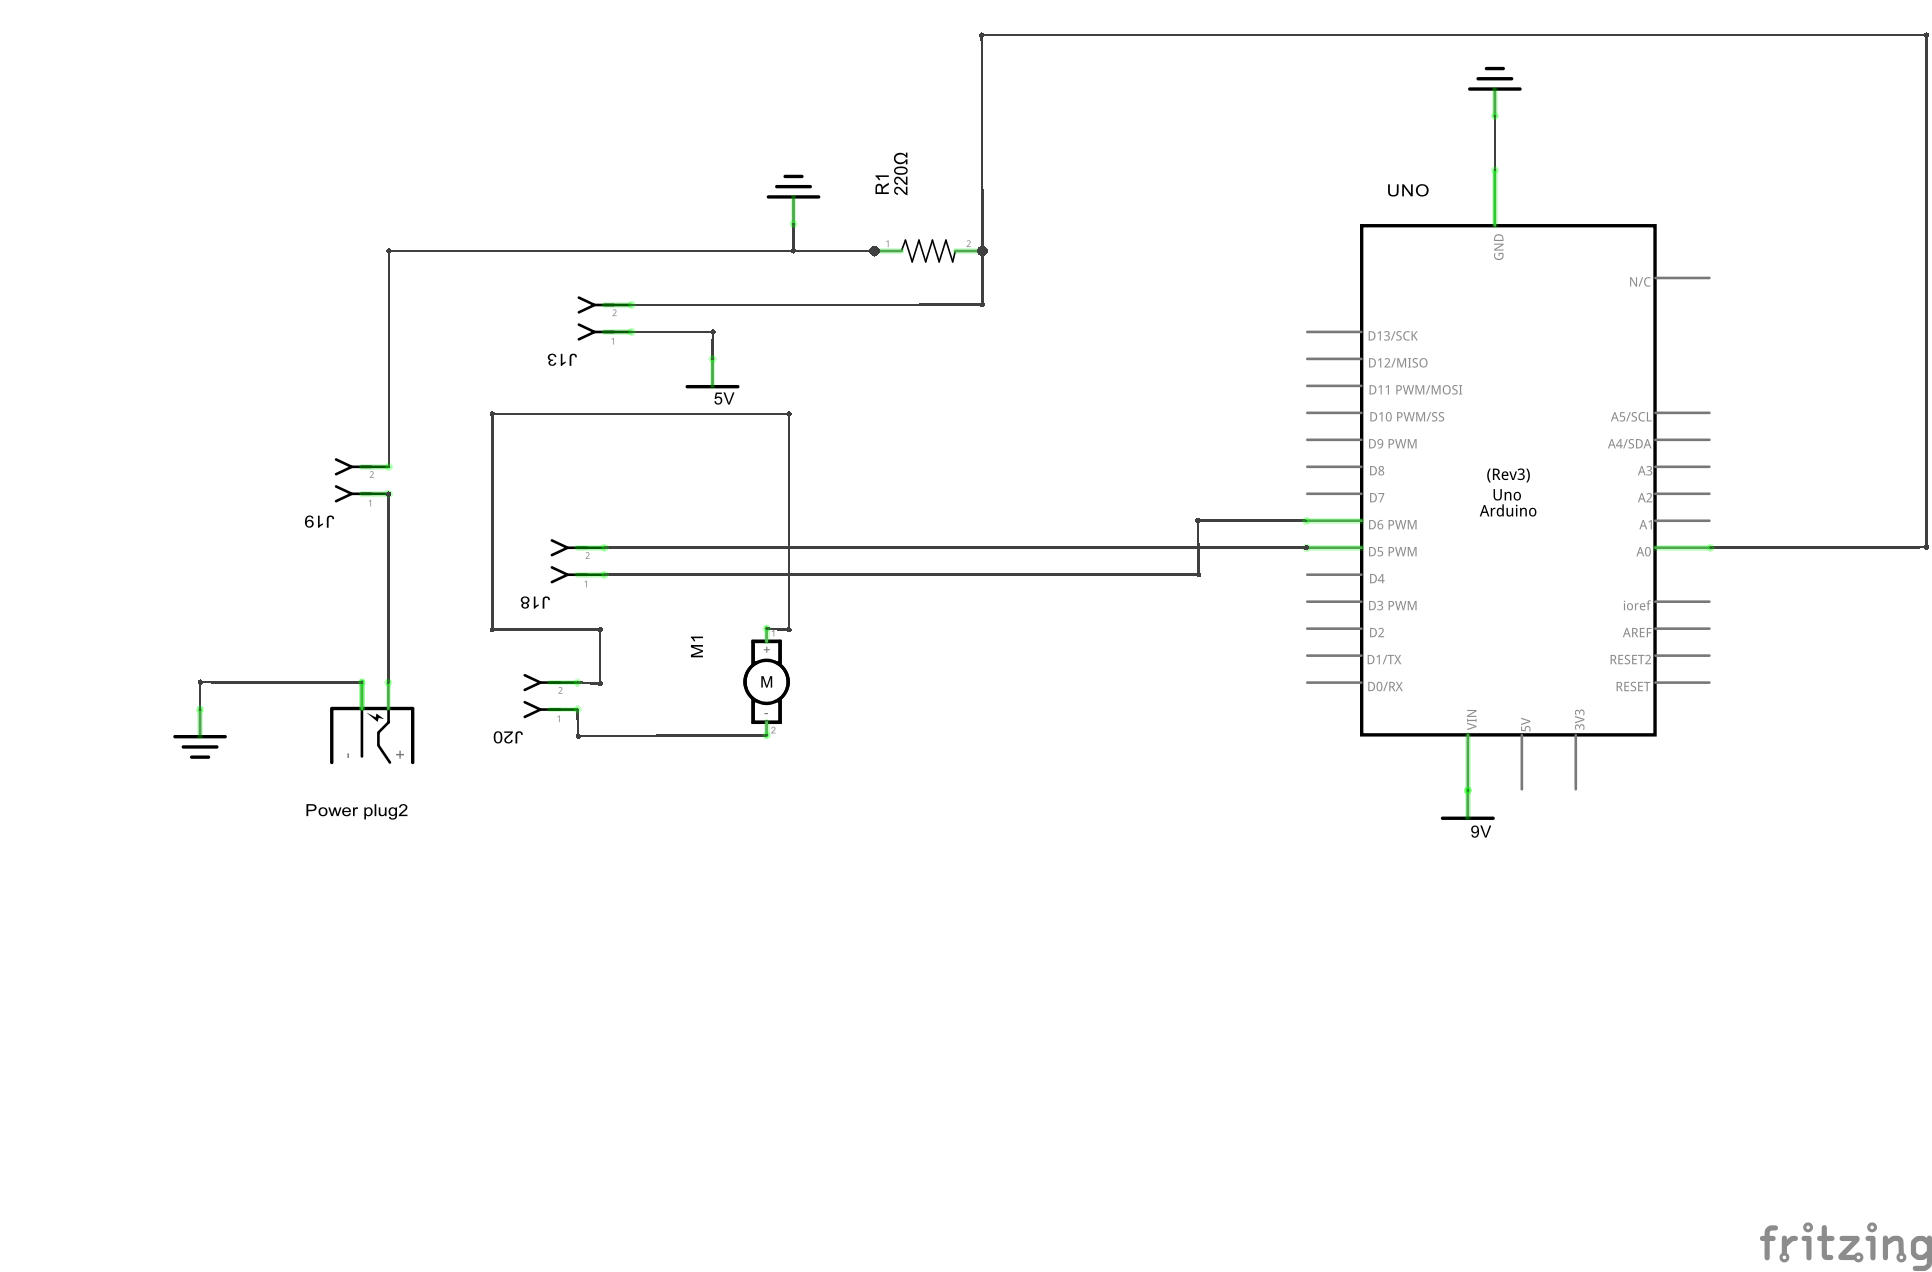 R1
220Ω
UNO
1
2
GND
N/C
2
1
J13
5V
D13/SCK
D12/MISO
D11 PWM/MOSI
D10 PWM/SS
D9 PWM
D8
D7
D6 PWM
D5 PWM
D4
D3 PWM
D2
D1/TX
D0/RX
(Rev3)
Uno
Arduino
A5/SCL
A4/SDA
A3
A2
A1
A0
ioref
AREF
RESET2
RESET
VIN
5V
3V3
9V
2
1
J19
2
1
J18
M1
1
+
M
-
2
2
1
J20
- +
Power plug2
fritzing